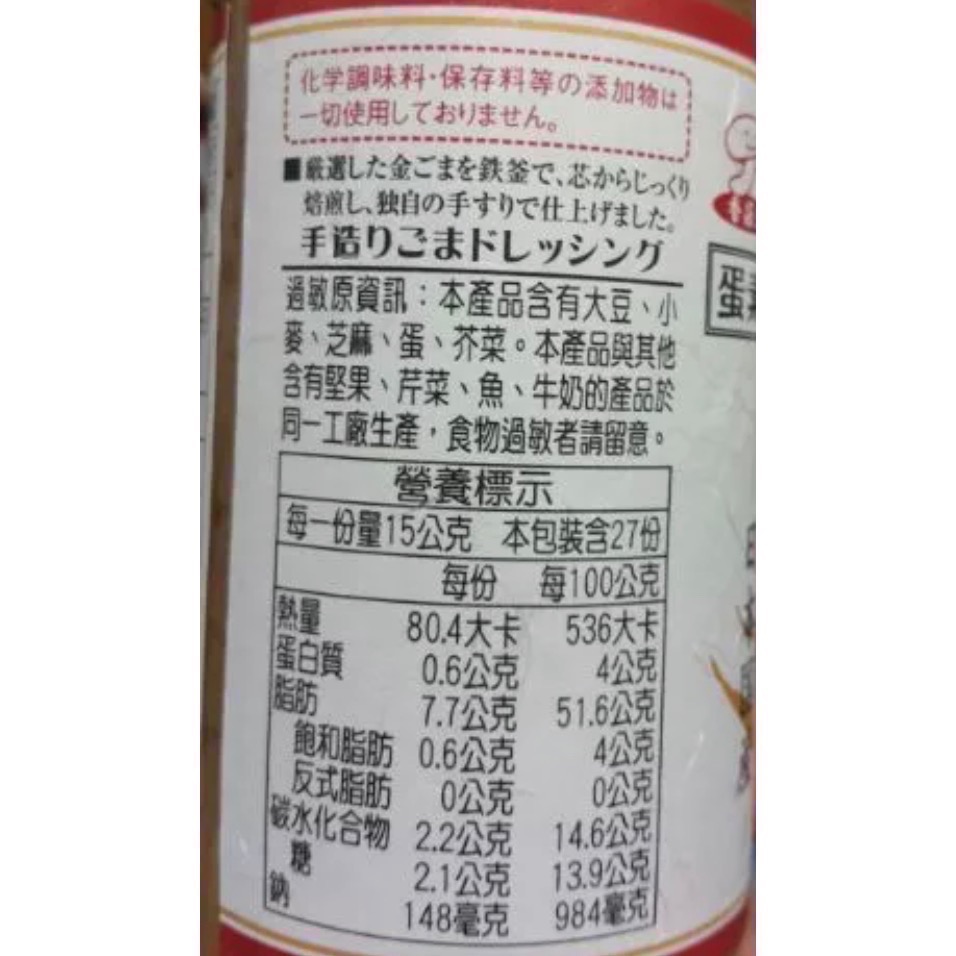 化学調味料・保存料等の添加物は
一切使用しておりません。
■厳選した金ごまを鉄釜で、芯からじっくり
焙煎し、独自の手すりで仕上げました。
手造りごまドレッシング
過敏原資訊：本產品含有大豆、小
麥、芝麻、蛋、芥菜。本產品與其他
含有堅果、芹菜、魚、牛奶的產品於
同一工廠生產，食物過敏者請留意。
營養標示
每一份量15公克 本包裝含27份
每份 每100公克
熱量 80.4大卡 536大卡
蛋白質 0.6公克 4公克
脂肪 7.7公克 51.6公克
飽和脂肪 0.6公克 4公克
反式脂肪 0公克 0公克
碳水化合物 2.2公克 14.6公克
糖 2.1公克 13.9公克
鈉 148毫克 984毫克
蛋素